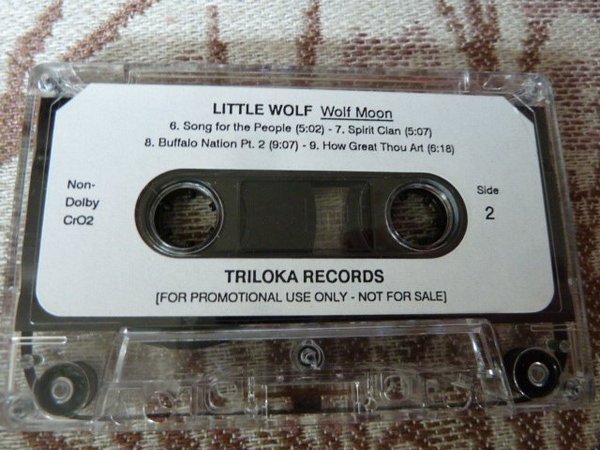 LITTLE WOLF Wolf Moon
6. Song for the People (5:02) - 7. Spirit Clan (5:07)
8. Buffalo Nation Pt. 2 (9:07) - 9. How Great Thou Art (6:18)
Non-
Dolby
CrO2
Side
2
TRILOKA RECORDS
[FOR PROMOTIONAL USE ONLY - NOT FOR SALE]